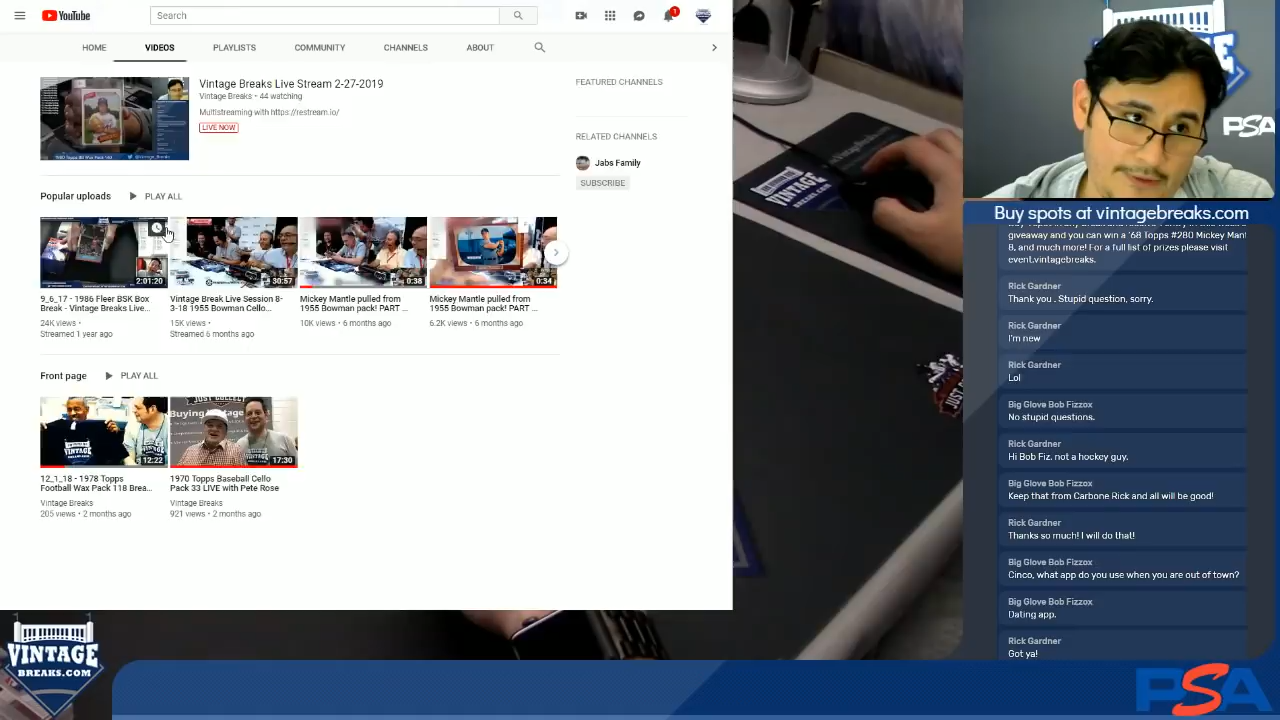 YouTube
Search
1
HOME
VIDEOS
PLAYLISTS
COMMUNITY
CHANNELS
ABOUT
Vintage Breaks Live Stream 2-27-2019
Vintage Breaks • 44 watching
Multistreaming with https://restream.io/
LIVE NOW
FEATURED CHANNELS
RELATED CHANNELS
Jabs Family
SUBSCRIBE
Popular uploads
PLAY ALL
2:01:20
30:57
0:38
0:34
9_6_17 - 1986 Fleer BSK Box
Break - Vintage Breaks Live...
24K views •
Streamed 1 year ago
Vintage Break Live Session 8-
3-18 1955 Bowman Cello...
15K views •
Streamed 6 months ago
Mickey Mantle pulled from
1955 Bowman pack! PART ...
10K views • 6 months ago
Mickey Mantle pulled from
1955 Bowman pack! PART ...
6.2K views • 6 months ago
Front page
PLAY ALL
12:22
17:30
12_1_18 - 1978 Topps
Football Wax Pack 118 Brea...
Vintage Breaks
205 views • 2 months ago
1970 Topps Baseball Cello
Pack 33 LIVE with Pete Rose
Vintage Breaks
921 views • 2 months ago
VINTAGE
PSA
Buy spots at vintagebreaks.com
giveaway and you can win a '68 Topps #280 Mickey Mant
8, and much more! For a full list of prizes please visit
event.vintagebreaks.
Rick Gardner
Thank you . Stupid question, sorry.
Rick Gardner
I'm new
Rick Gardner
Lol
Big Glove Bob Fizzox
No stupid questions.
Rick Gardner
Hi Bob Fiz. not a hockey guy.
Big Glove Bob Fizzox
Keep that from Carbone Rick and all will be good!
Rick Gardner
Thanks so much! I will do that!
Big Glove Bob Fizzox
Cinco, what app do you use when you are out of town?
Big Glove Bob Fizzox
Dating app.
Rick Gardner
Got ya!
VINTAGE
BREAKS.COM
PSA